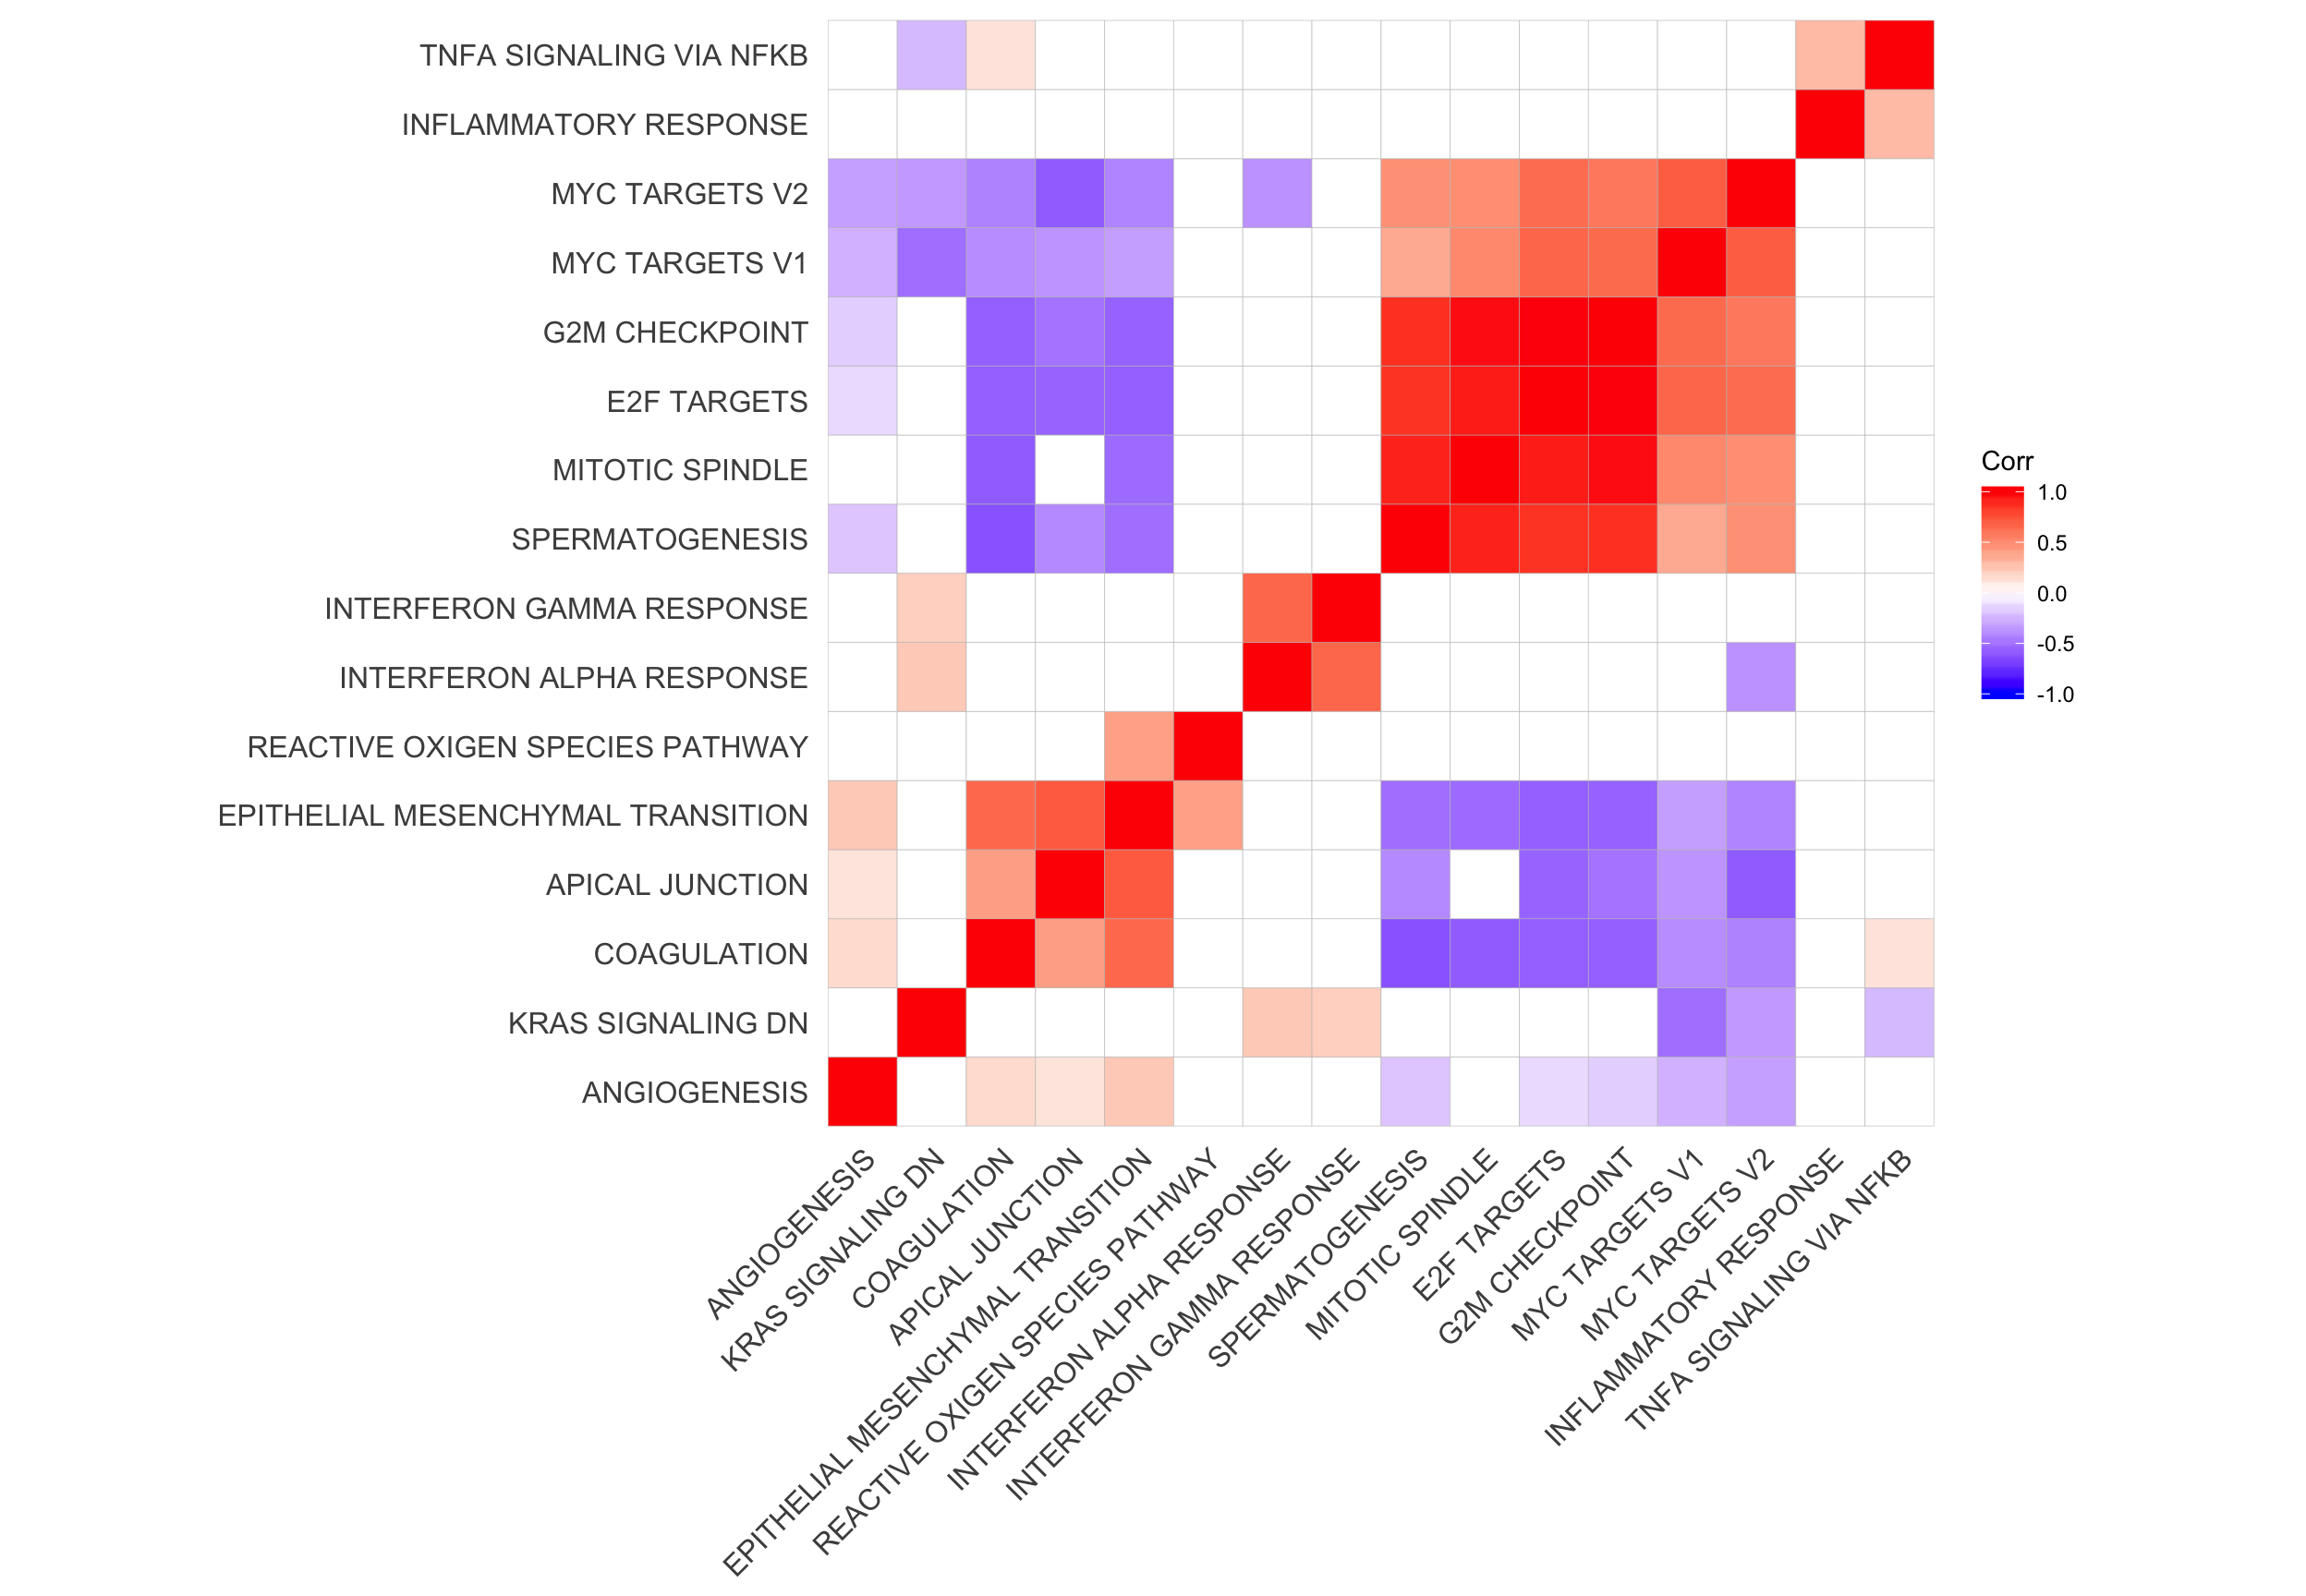 TNFA SIGNALING VIA NFKB
INFLAMMATORY RESPONSE
MYC TARGETS V2
MYC TARGETS V1
G2M CHECKPOINT
E2F TARGETS
MITOTIC SPINDLE
SPERMATOGENESIS
INTERFERON GAMMA RESPONSE
INTERFERON ALPHA RESPONSE
REACTIVE OXIGEN SPECIES PATHWAY
EPITHELIAL MESENCHYMAL TRANSITION
APICAL JUNCTION
COAGULATION
KRAS SIGNALING DN
ANGIOGENESIS
ANGIOGENESIS
KRAS SIGNALING DN
COAGULATION
APICAL JUNCTION
EPITHELIAL MESENCHYMAL TRANSITION
REACTIVE OXIGEN SPECIES PATHWAY
INTERFERON ALPHA RESPONSE
INTERFERON GAMMA RESPONSE
SPERMATOGENESIS
MITOTIC SPINDLE
E2F TARGETS
G2M CHECKPOINT
MYC TARGETS V1
MYC TARGETS V2
INFLAMMATORY RESPONSE
TNFA SIGNALING VIA NFKB
Corr
1.0
0.5
0.0
-0.5
-1.0